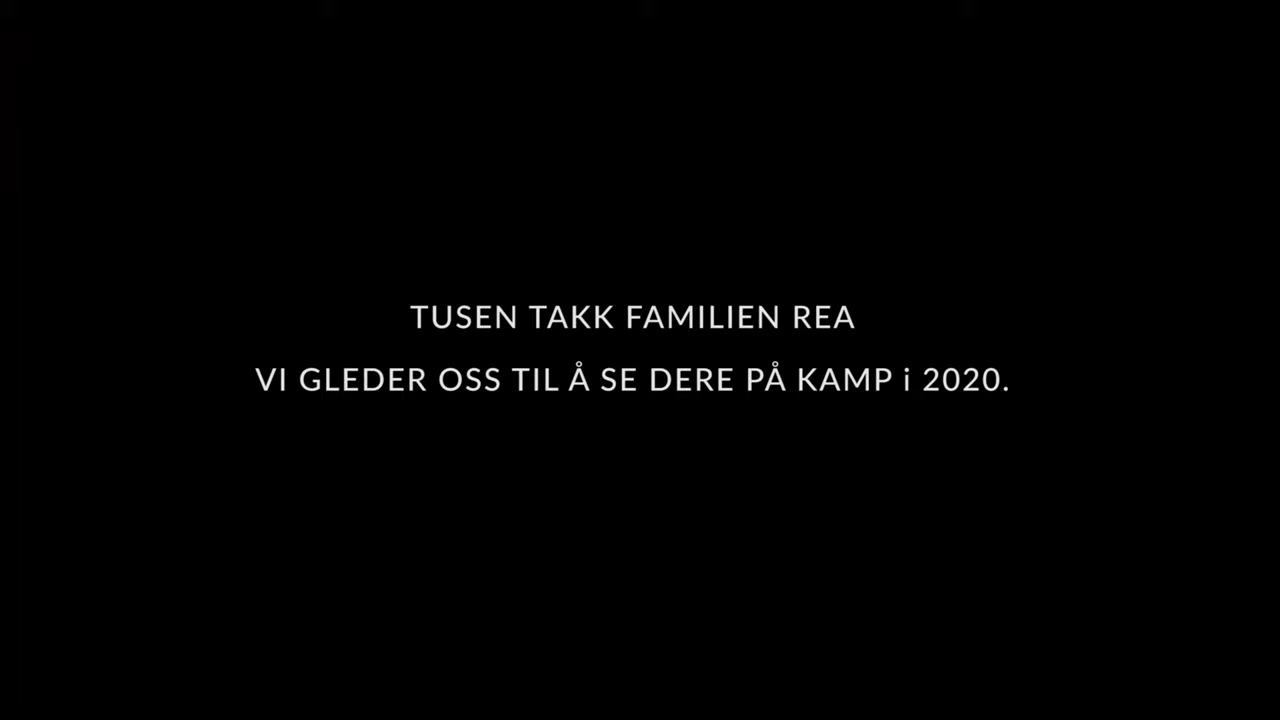 TUSEN TAKK FAMILIEN REA
VI GLEDER OSS TIL Å SE DERE PÅ KAMP i 2020.